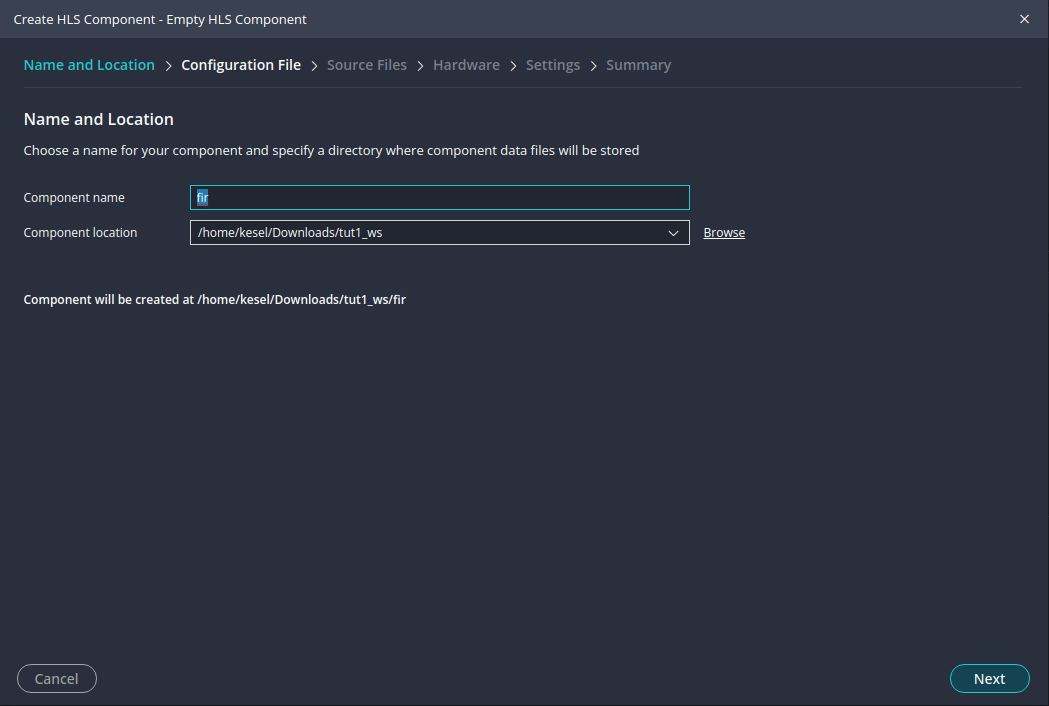 Create HLS Component - Empty HLS Component
Name and Location > Configuration File > Source Files > Hardware > Settings > Summary
Name and Location
Choose a name for your component and specify a directory where component data files will be stored
Component name fir
Component location /home/kesel/Downloads/tut1_ws Browse
Component will be created at /home/kesel/Downloads/tut1_ws/fir
Cancel Next